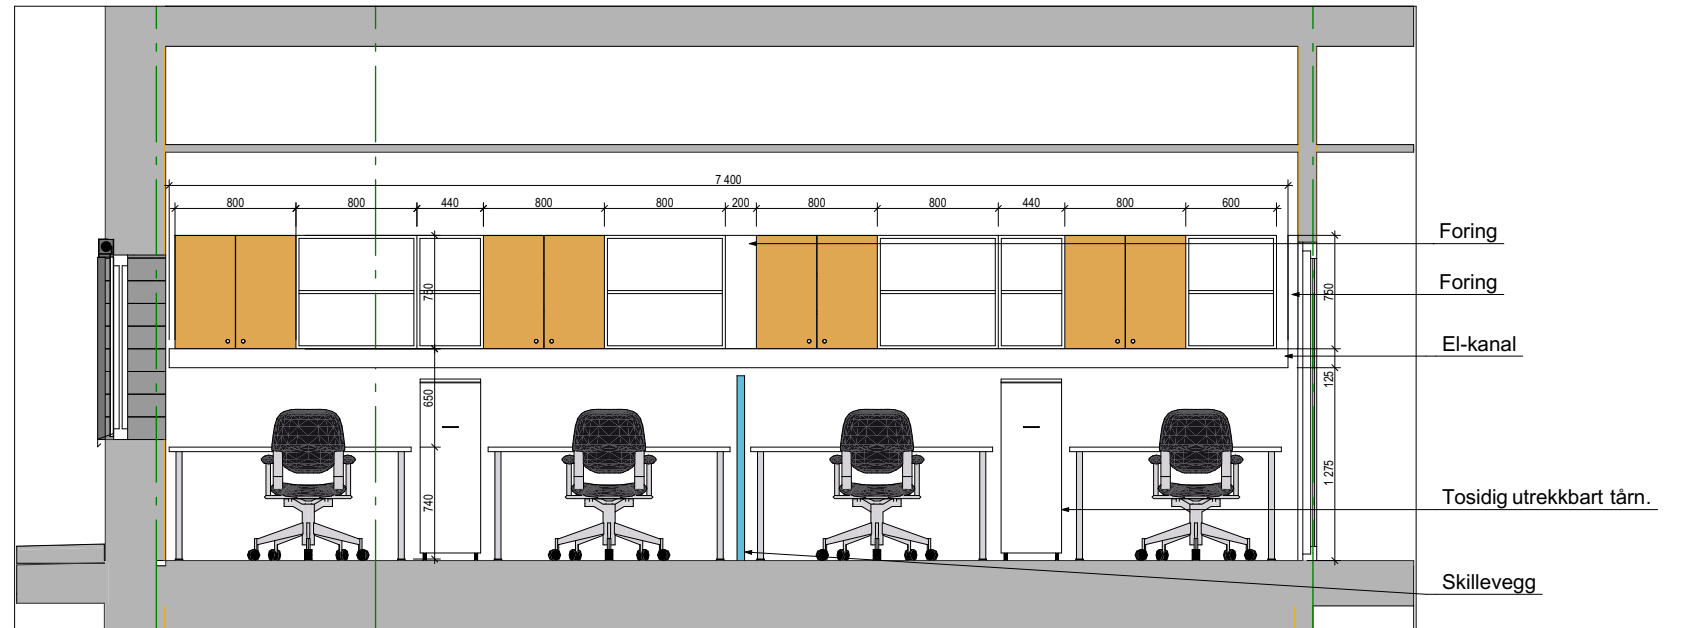 7 400
800 800 440 800 800 200 800 800 440 800 600
Foring
Foring
750 750
El-kanal
125
650
1 275
740
Tosidig utrekkbart tårn.
Skillevegg